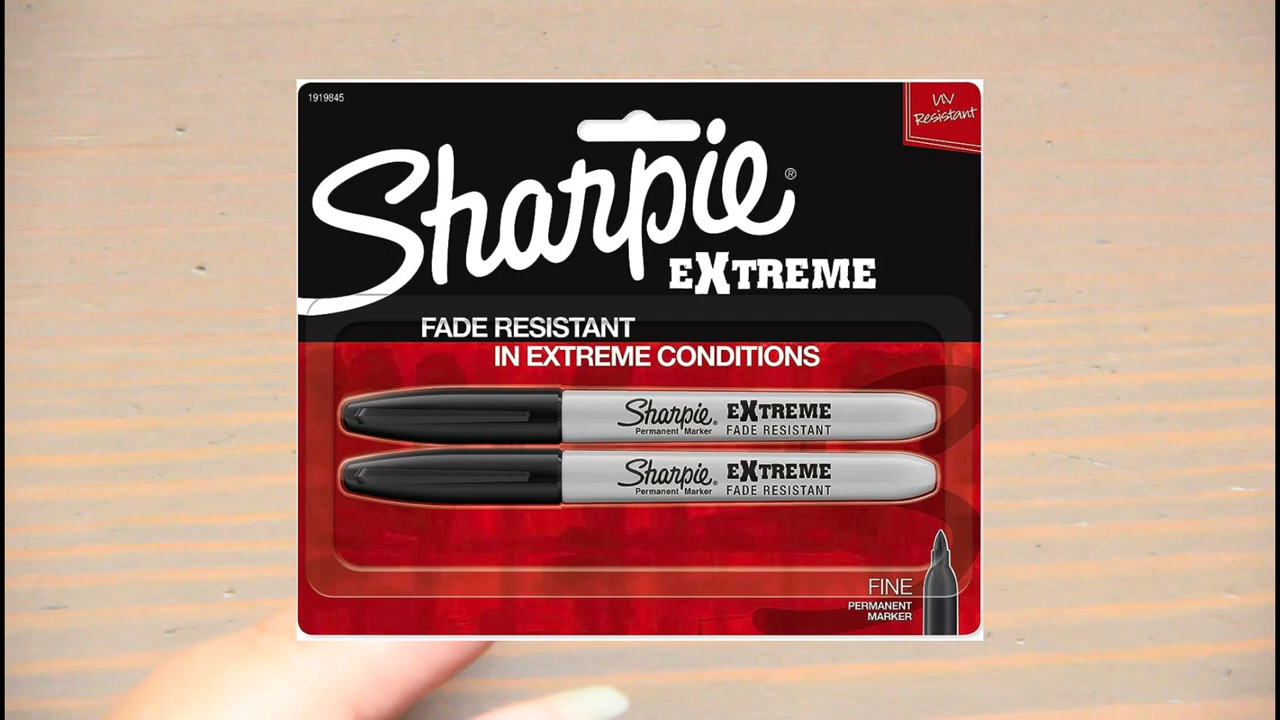 1919845
UV
Resistant
Sharpie®
EXTREME
FADE RESISTANT
IN EXTREME CONDITIONS
Sharpie® EXTREME
Permanent Marker FADE RESISTANT
Sharpie® EXTREME
Permanent Marker FADE RESISTANT
FINE
PERMANENT
MARKER